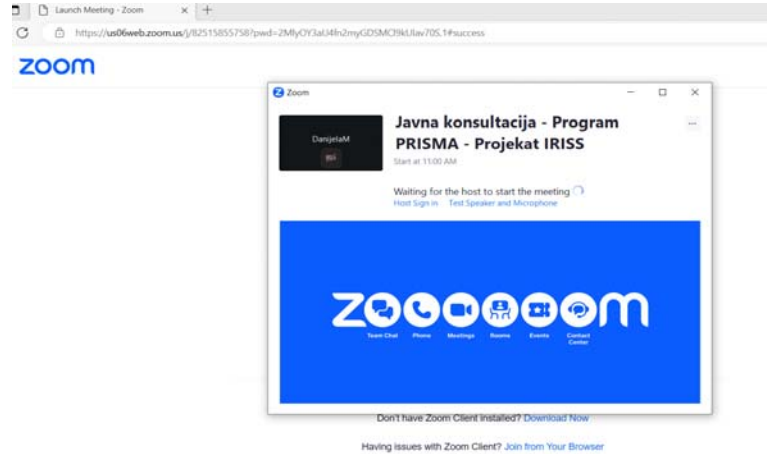 Launch Meeting - Zoom
https://us06web.zoom.us/j/82515855758?pwd=2MlyOY3aU4fn2myGDSMCl9kUlav70S.1#success
zoom
Zoom
DanijelaM
Javna konsultacija - Program
PRISMA - Projekat IRISS
Start at 11:00 AM
Waiting for the host to start the meeting
Host Sign in Test Speaker and Microphone
zoooooom
Team Chat Phone Meetings Rooms Events Contact Center
Don't have Zoom Client installed? Download Now
Having issues with Zoom Client? Join from Your Browser